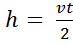 h = vt/2